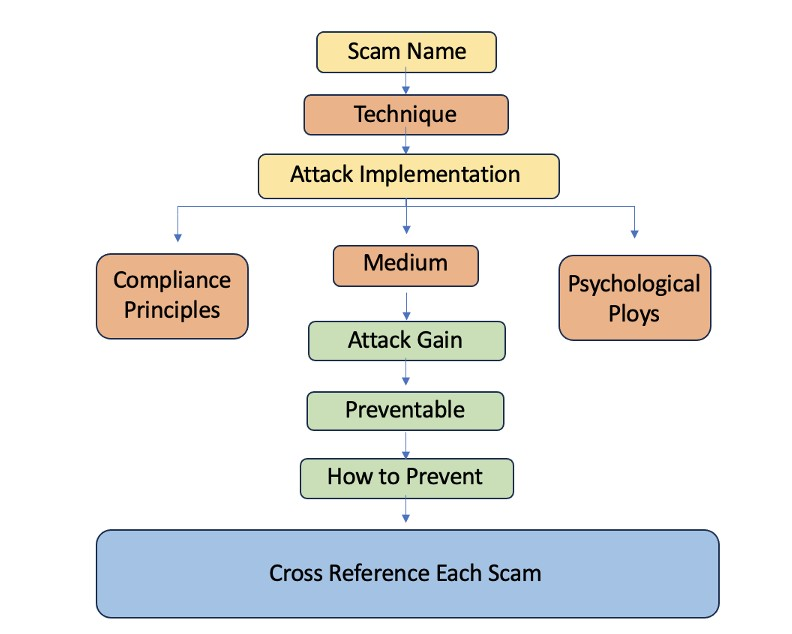 Scam Name
Technique
Attack Implementation
Compliance
Principles
Medium
Psychological
Ploys
Attack Gain
Preventable
How to Prevent
Cross Reference Each Scam